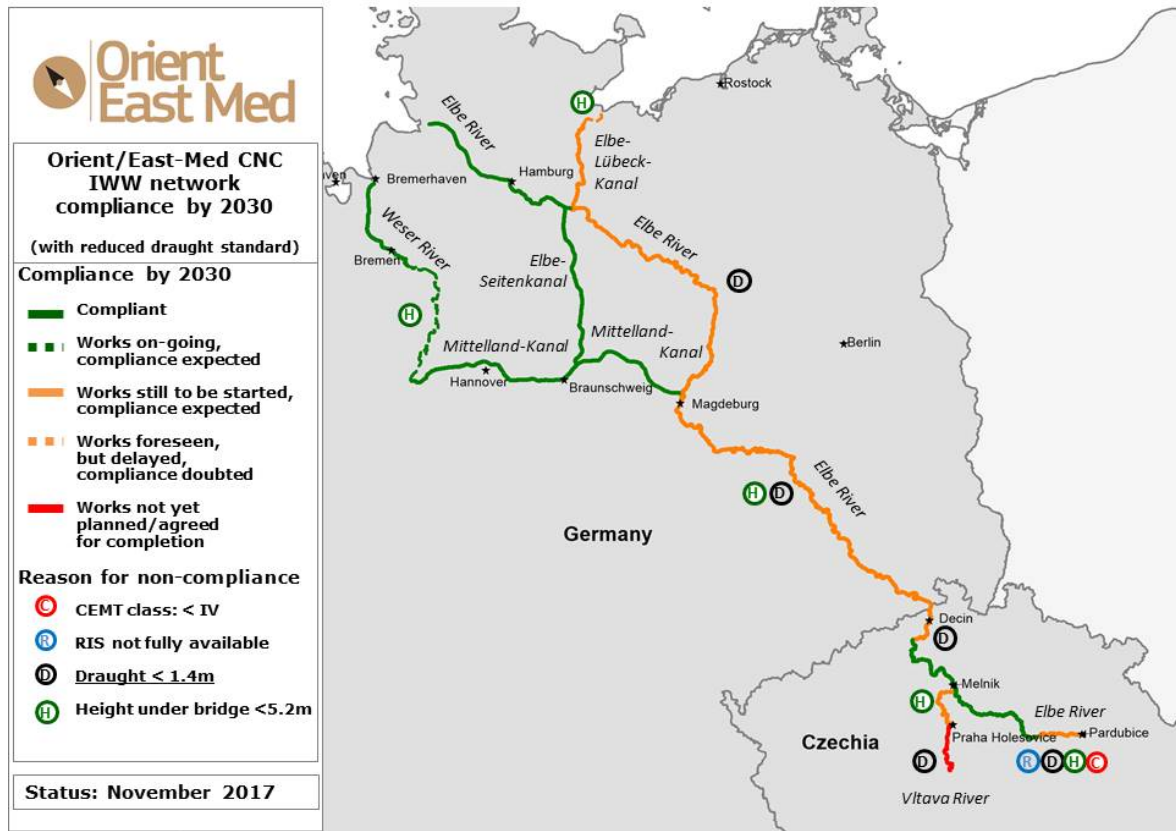 Orient
East Med
Orient/East-Med CNC
IWW network
compliance by 2030
(with reduced draught standard)
Compliance by 2030
Compliant
Works on-going,
compliance expected
Works still to be started,
compliance expected
Works foreseen,
but delayed,
compliance doubted
Works not yet
planned/agreed
for completion
Reason for non-compliance
C CEMT class: < IV
R RIS not fully available
D Draught < 1.4m
H Height under bridge <5.2m
Status: November 2017
Rostock
H
Elbe River
Elbe-
Lübeck-
Kanal
ven
Bremerhaven
Hamburg
Weser River
Elbe River
Bremen
Elbe-
Seitenkanal
D
H
Mittelland-Kanal
Mittelland-
Kanal
Berlin
Hannover
Braunschweig
Magdeburg
Elbe River
H D
Germany
Decin
D
Melnik
H
Elbe River
Czechia
Praha Holesovice
Pardubice
D
R D H C
Vltava River